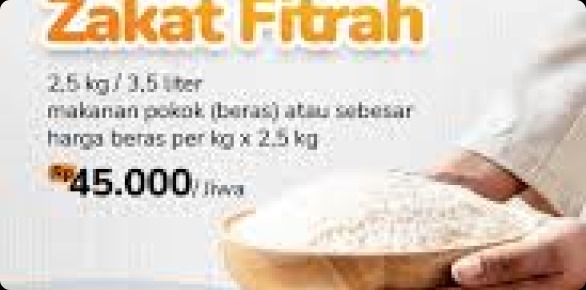 Zakat Fitrah
2,5 kg / 3,5 liter
makanan pokok (beras) atau sebesar
harga beras per kg x 2,5 kg
Rp45.000/Jiwa